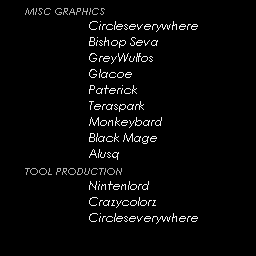 MISC GRAPHICS
Circleseverywhere
Bishop Seva
GreyWulfos
Glacoe
Paterick
Teraspark
Monkeybard
Black Mage
Alusq
TOOL PRODUCTION
Nintenlord
Crazycolorz
Circleseverywhere